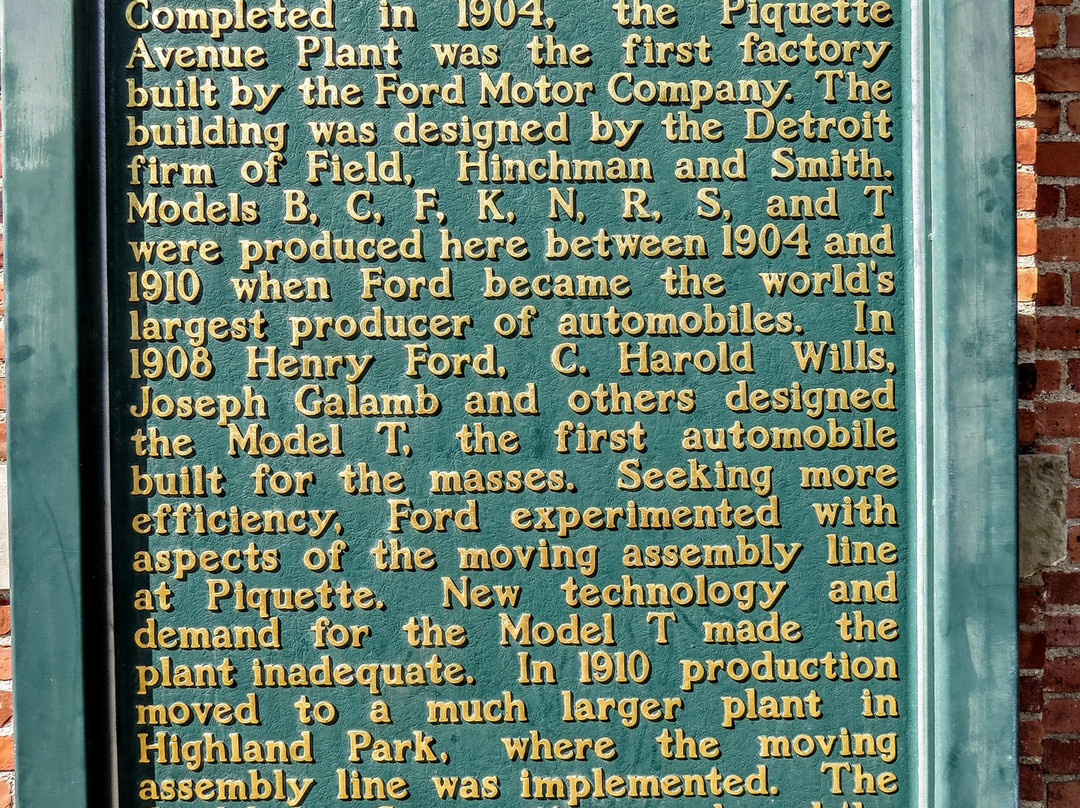 Completed in 1904, the Piquette
Avenue Plant was the first factory
built by the Ford Motor Company. The
building was designed by the Detroit
firm of Field, Hinchman and Smith.
Models B, C, F, K, N, R, S, and T
were produced here between 1904 and
1910 when Ford became the world's
largest producer of automobiles. In
1908 Henry Ford, C. Harold Wills,
Joseph Galamb and others designed
the Model T, the first automobile
built for the masses. Seeking more
efficiency, Ford experimented with
aspects of the moving assembly line
at Piquette. New technology and
demand for the Model T made the
plant inadequate. In 1910 production
moved to a much larger plant in
Highland Park, where the moving
assembly line was implemented. The